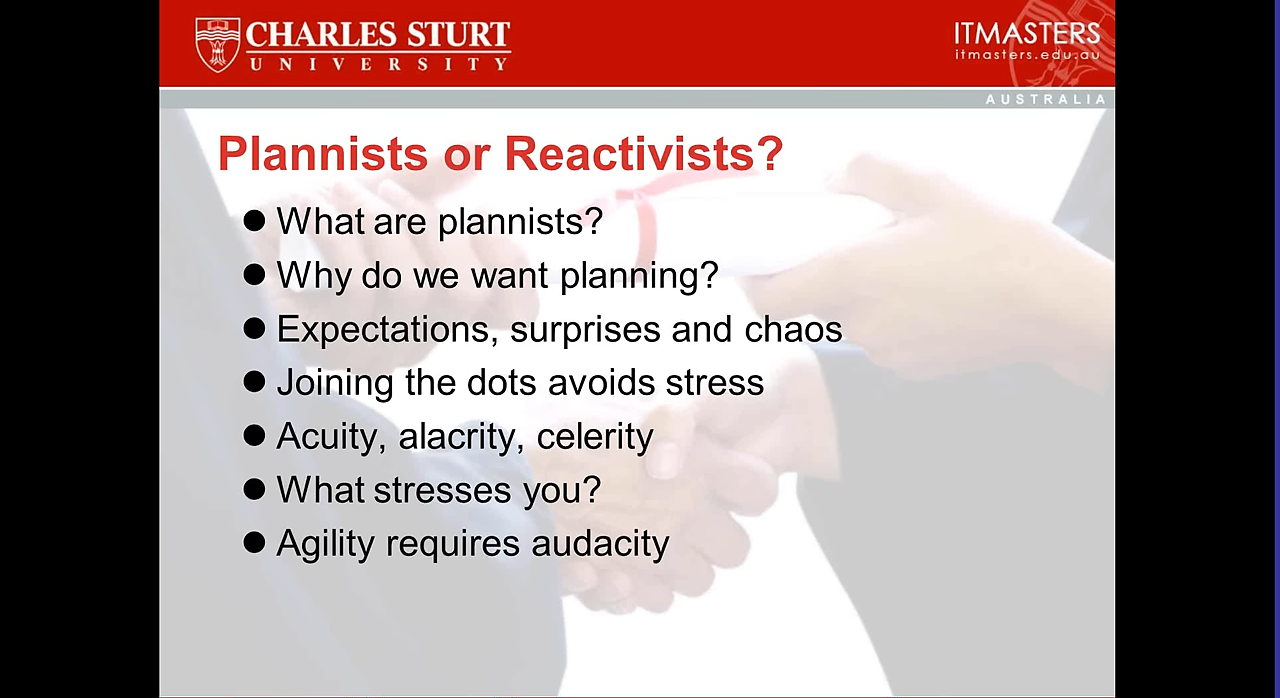 CHARLES STURT
UNIVERSITY
ITMASTERS
itmasters.edu.au
AUSTRALIA
Plannists or Reactivists?
● What are plannists?
● Why do we want planning?
● Expectations, surprises and chaos
● Joining the dots avoids stress
● Acuity, alacrity, celerity
● What stresses you?
● Agility requires audacity